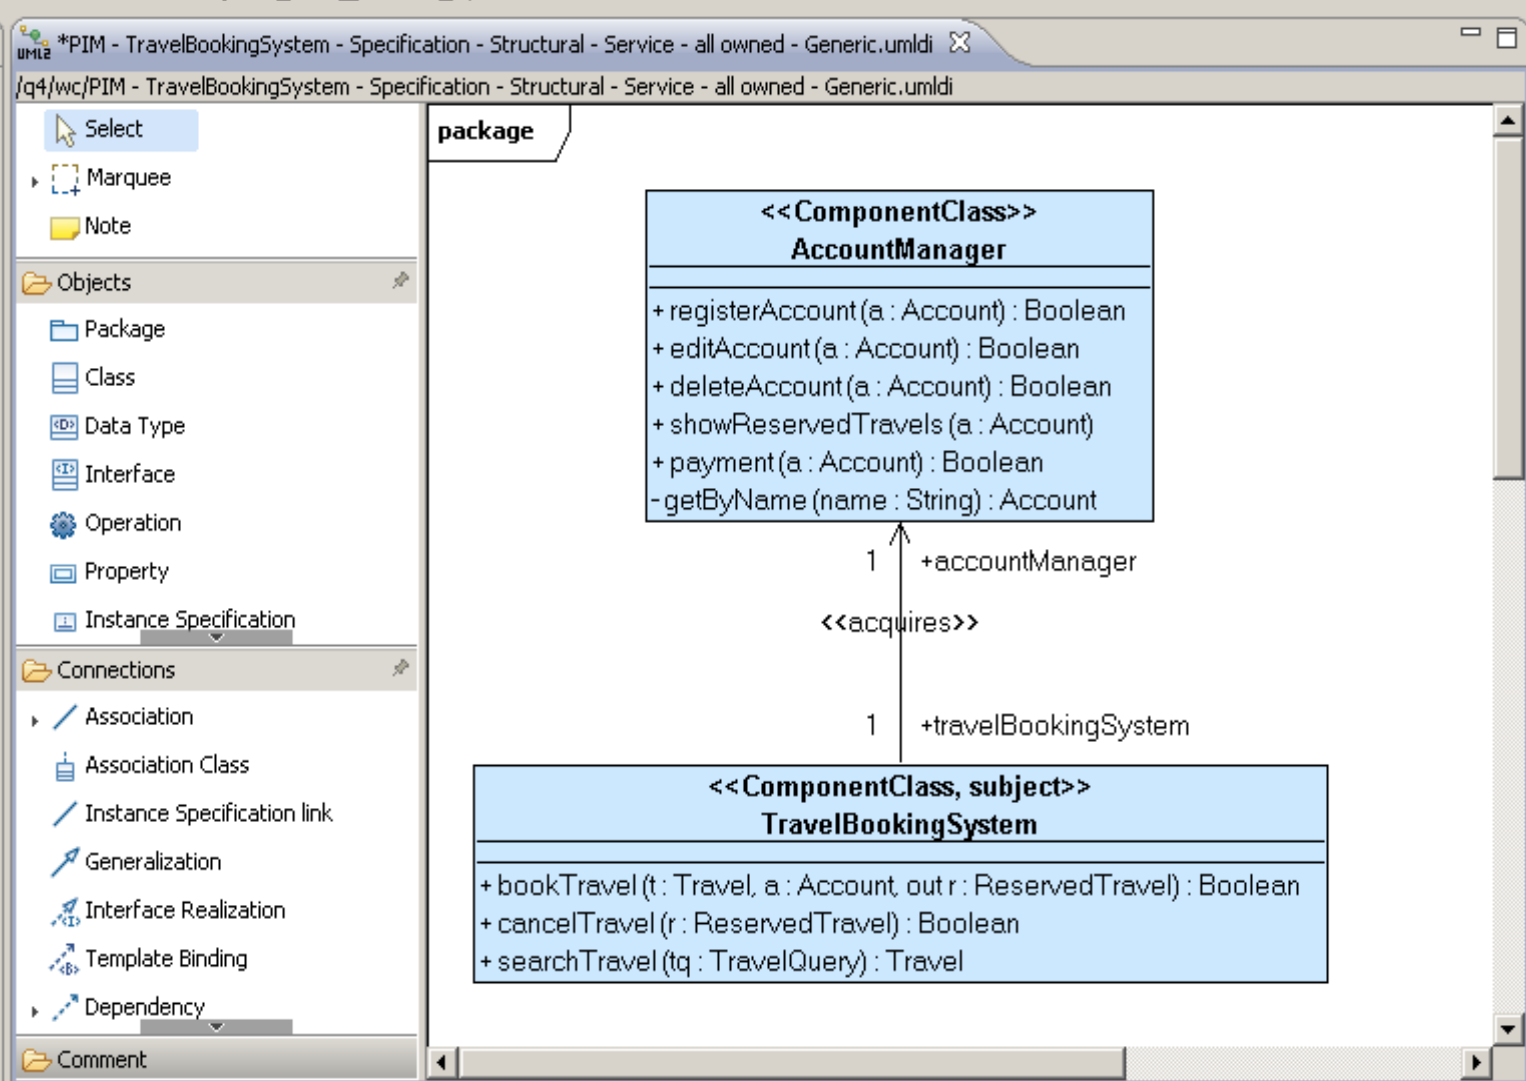 *PIM - TravelBookingSystem - Specification - Structural - Service - all owned - Generic.umldi
/q4/wc/PIM - TravelBookingSystem - Specification - Structural - Service - all owned - Generic.umldi
Select
Marquee
Note
Objects
Package
Class
Data Type
Interface
Operation
Property
Instance Specification
Connections
Association
Association Class
Instance Specification link
Generalization
Interface Realization
Template Binding
Dependency
Comment
package
<<ComponentClass>>
AccountManager
+ registerAccount (a : Account) : Boolean
+ editAccount (a : Account) : Boolean
+ deleteAccount (a : Account) : Boolean
+ showReservedTravels (a : Account)
+ payment (a : Account) : Boolean
- getByName (name : String) : Account
1 +accountManager
<<acquires>>
1 +travelBookingSystem
<<ComponentClass, subject>>
TravelBookingSystem
+ bookTravel (t : Travel, a : Account, out r : ReservedTravel) : Boolean
+ cancelTravel (r : ReservedTravel) : Boolean
+ searchTravel (tq : TravelQuery) : Travel